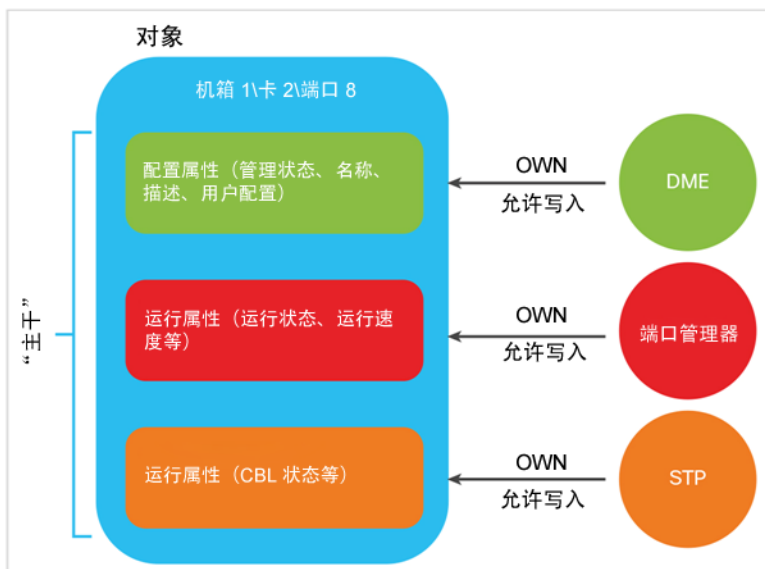 对象
机箱 1\卡 2\端口 8
配置属性（管理状态、名称、
描述、用户配置）
OWN
允许写入
DME
“主干”
运行属性（运行状态、运行速
度等）
OWN
允许写入
端口管理器
运行属性（CBL 状态等）
OWN
允许写入
STP